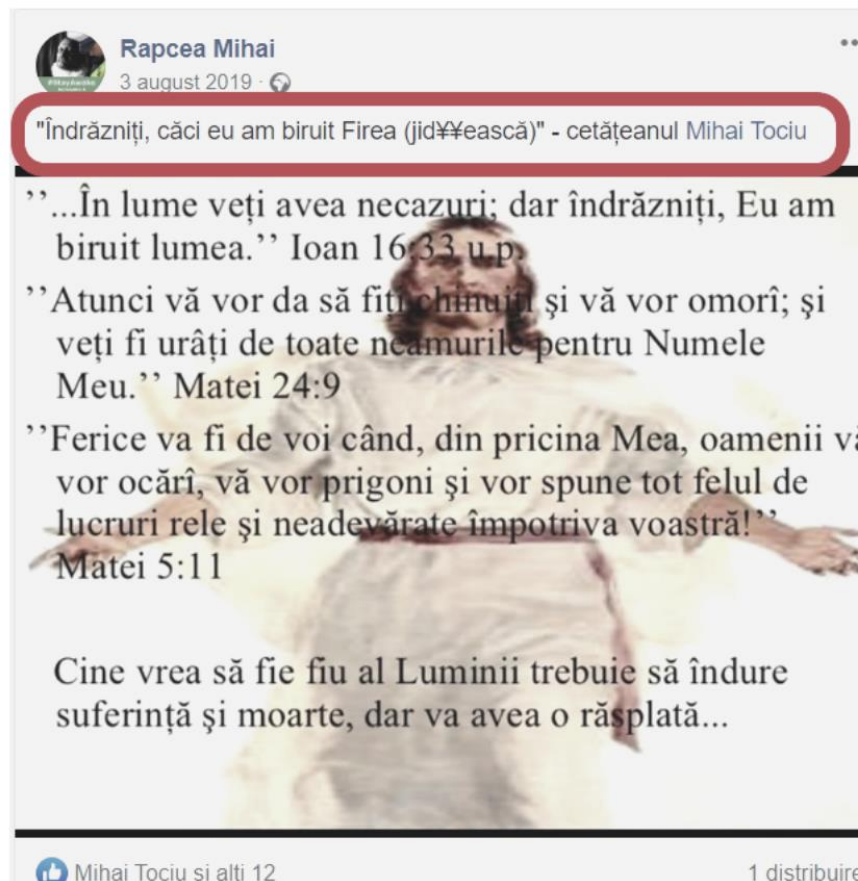 Rapcea Mihai
3 august 2019 ·
"Îndrăzniți, căci eu am biruit Firea (jid¥¥ească)" - cetățeanul Mihai Tociu
’’...În lume veți avea necazuri; dar îndrăzniți, Eu am
biruit lumea.’’ Ioan 16:33 u.p.
’’Atunci vă vor da să fiți chinuiți şi vă vor omorî; şi
veți fi urâți de toate neamurile pentru Numele
Meu.’’ Matei 24:9
’’Ferice va fi de voi când, din pricina Mea, oamenii vă
vor ocărî, vă vor prigoni şi vor spune tot felul de
lucruri rele şi neadevărate împotriva voastră!’’
Matei 5:11
Cine vrea să fie fiu al Luminii trebuie să îndure
suferință şi moarte, dar va avea o răsplată...
Mihai Tociu și alți 12
1 distribuire